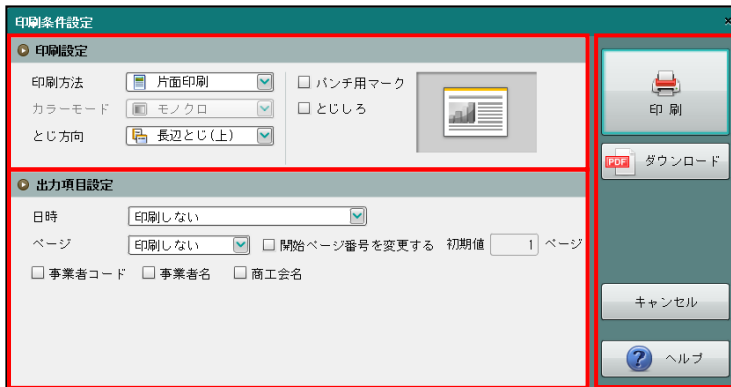 印刷条件設定
印刷設定
印刷方法 片面印刷 パンチ用マーク
カラーモード モノクロ とじしろ
とじ方向 長辺とじ(上)
出力項目設定
日時 印刷しない
ページ 印刷しない 開始ページ番号を変更する 初期値 1 ページ
事業者コード 事業者名 商工会名
印刷
PDF ダウンロード
キャンセル
? ヘルプ